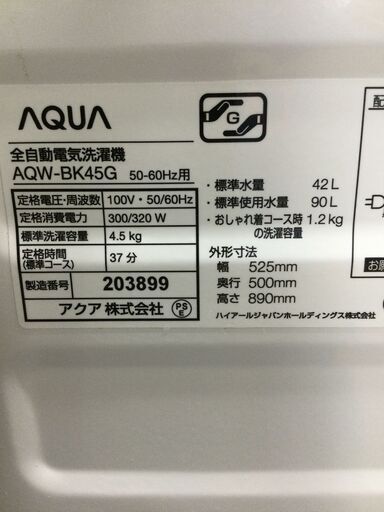 AQUA
G
全自動電気洗濯機
AQW-BK45G 50-60Hz用
定格電圧・周波数 100V・50/60Hz
定格消費電力 300/320 W
標準洗濯容量 4.5 kg
定格時間
(標準コース) 37 分
製造番号 203899
アクア 株式会社 PS
E
・標準水量 42 L
・標準使用水量 90 L
・おしゃれ着コース時 1.2 kg
の洗濯容量
外形寸法
幅 525mm
奥行 500mm
高さ 890mm
ハイアールジャパンホールディングス株式会社
配
お願